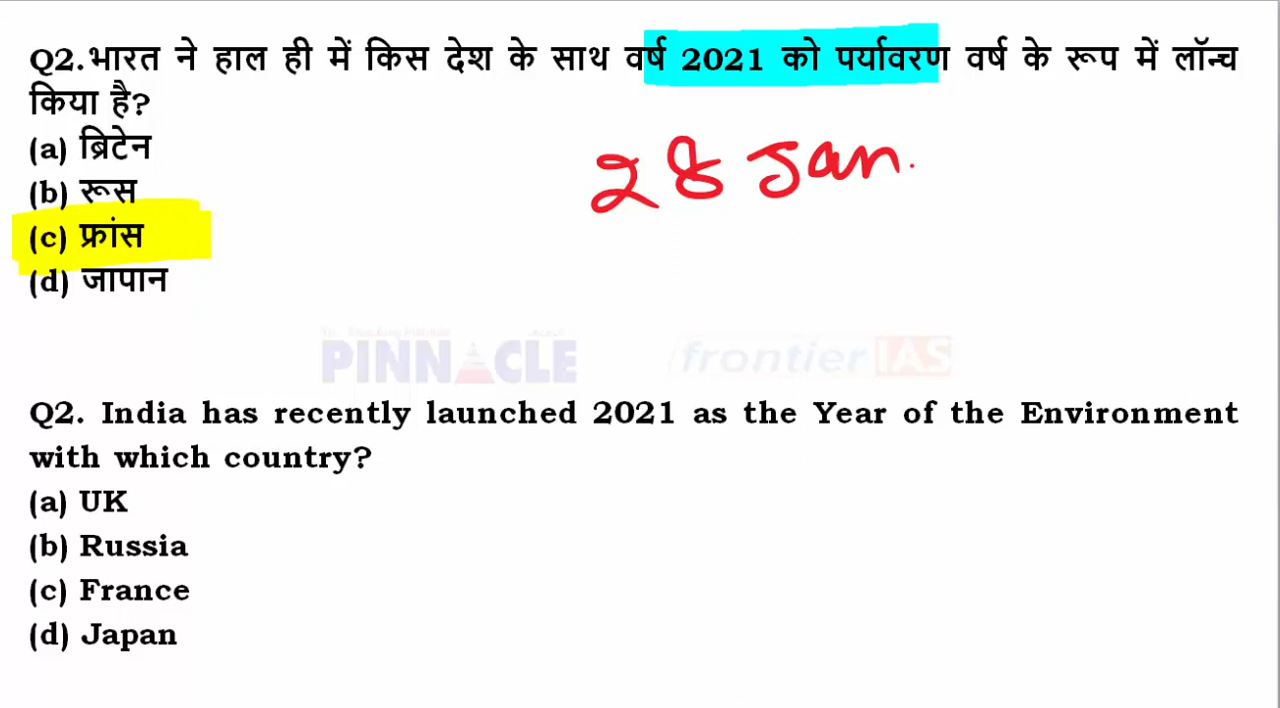 Q2.भारत ने हाल ही में किस देश के साथ वर्ष 2021 को पर्यावरण वर्ष के रूप में लॉन्च
किया है?
(a) ब्रिटेन
28 Jan.
(b) रूस
(c) फ्रांस
(d) जापान
PINNACLE
frontier IAS
Q2. India has recently launched 2021 as the Year of the Environment
with which country?
(a) UK
(b) Russia
(c) France
(d) Japan